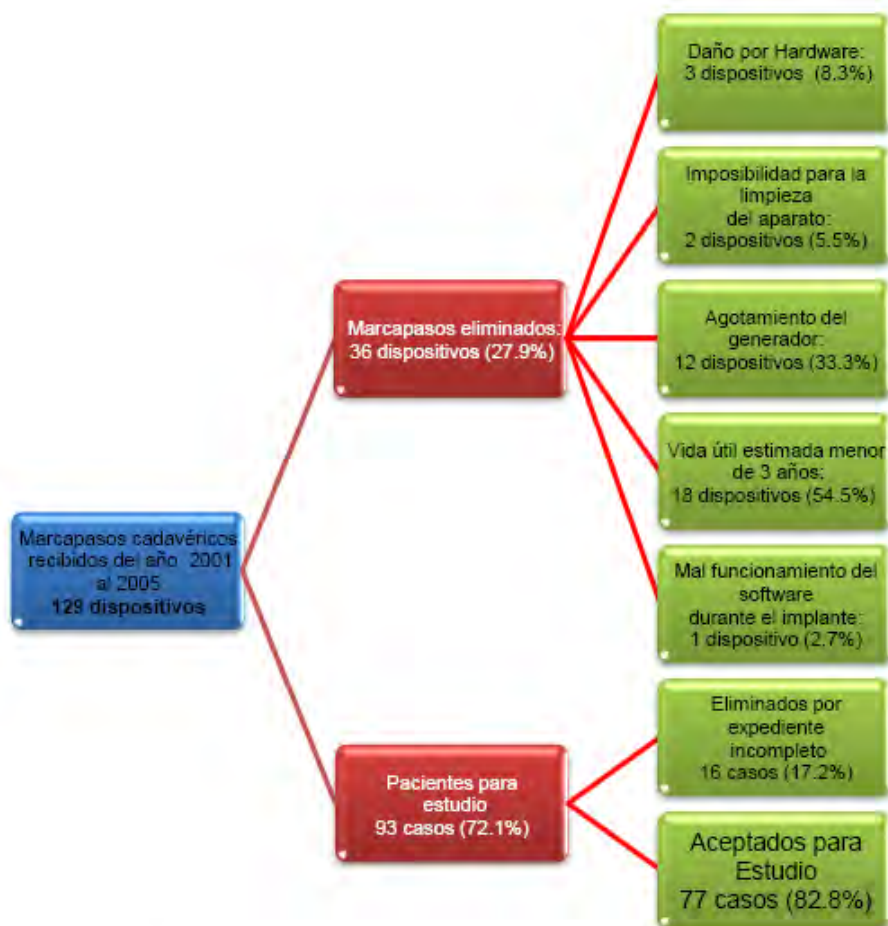 Daño por Hardware:
3 dispositivos (8.3%)
Imposibilidad para la
limpieza
del aparato:
2 dispositivos (5.5%)
Marcapasos eliminados:
36 dispositivos (27.9%)
Agotamiento del
generador:
12 dispositivos (33.3%)
Vida útil estimada menor
de 3 años:
18 dispositivos (54.5%)
Marcapasos cadavéricos
recibidos del año 2001
al 2005
129 dispositivos
Mal funcionamiento del
software
durante el implante:
1 dispositivo (2.7%)
Pacientes para
estudio
93 casos (72.1%)
Eliminados por
expediente
incompleto
16 casos (17.2%)
Aceptados para
Estudio
77 casos (82.8%)